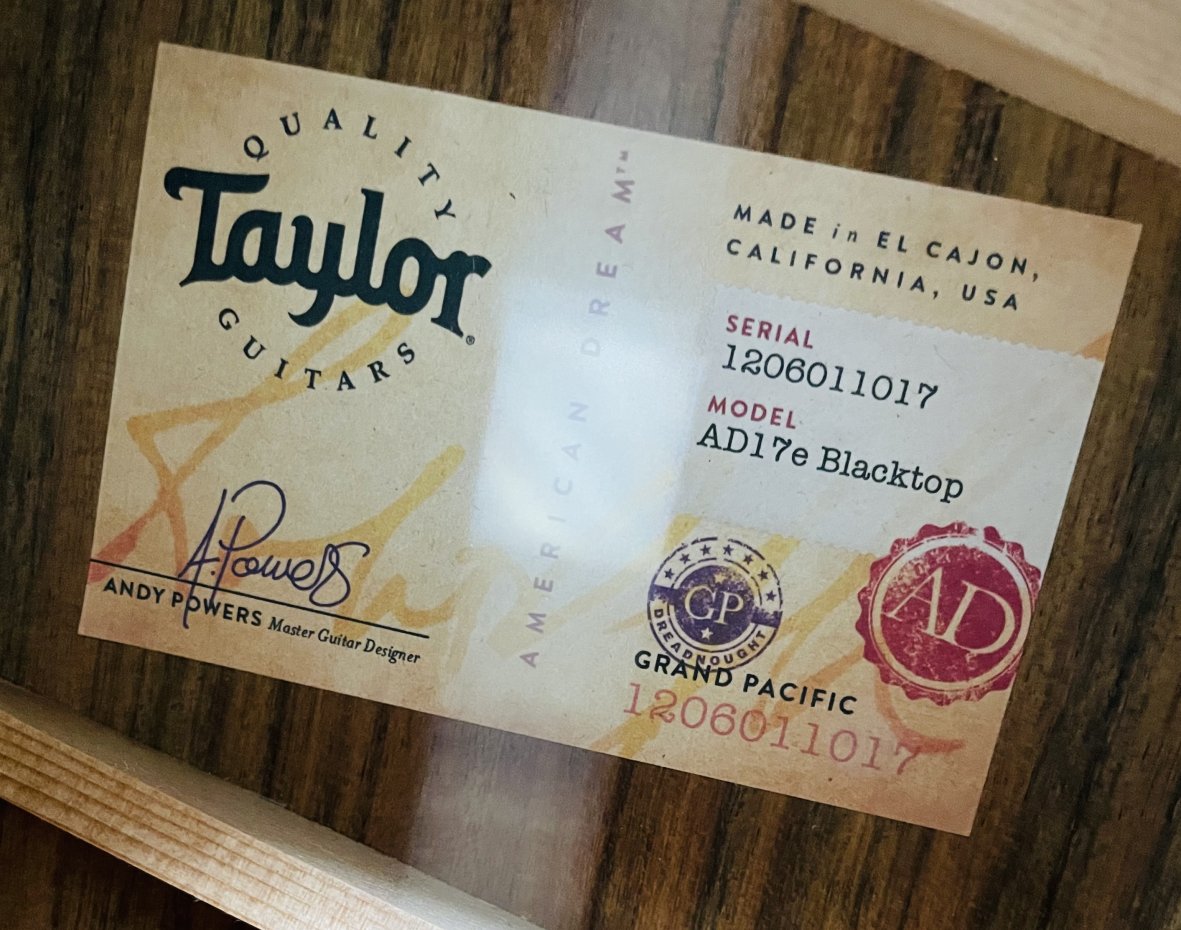 QUALITY
Taylor®
GUITARS
A. Powers
ANDY POWERS Master Guitar Designer
AMERICAN DREAM™
MADE in EL CAJON,
CALIFORNIA, USA
SERIAL
1206011017
MODEL
AD17e Blacktop
GP
DREADNOUGHT
GRAND PACIFIC
1206011017
AD